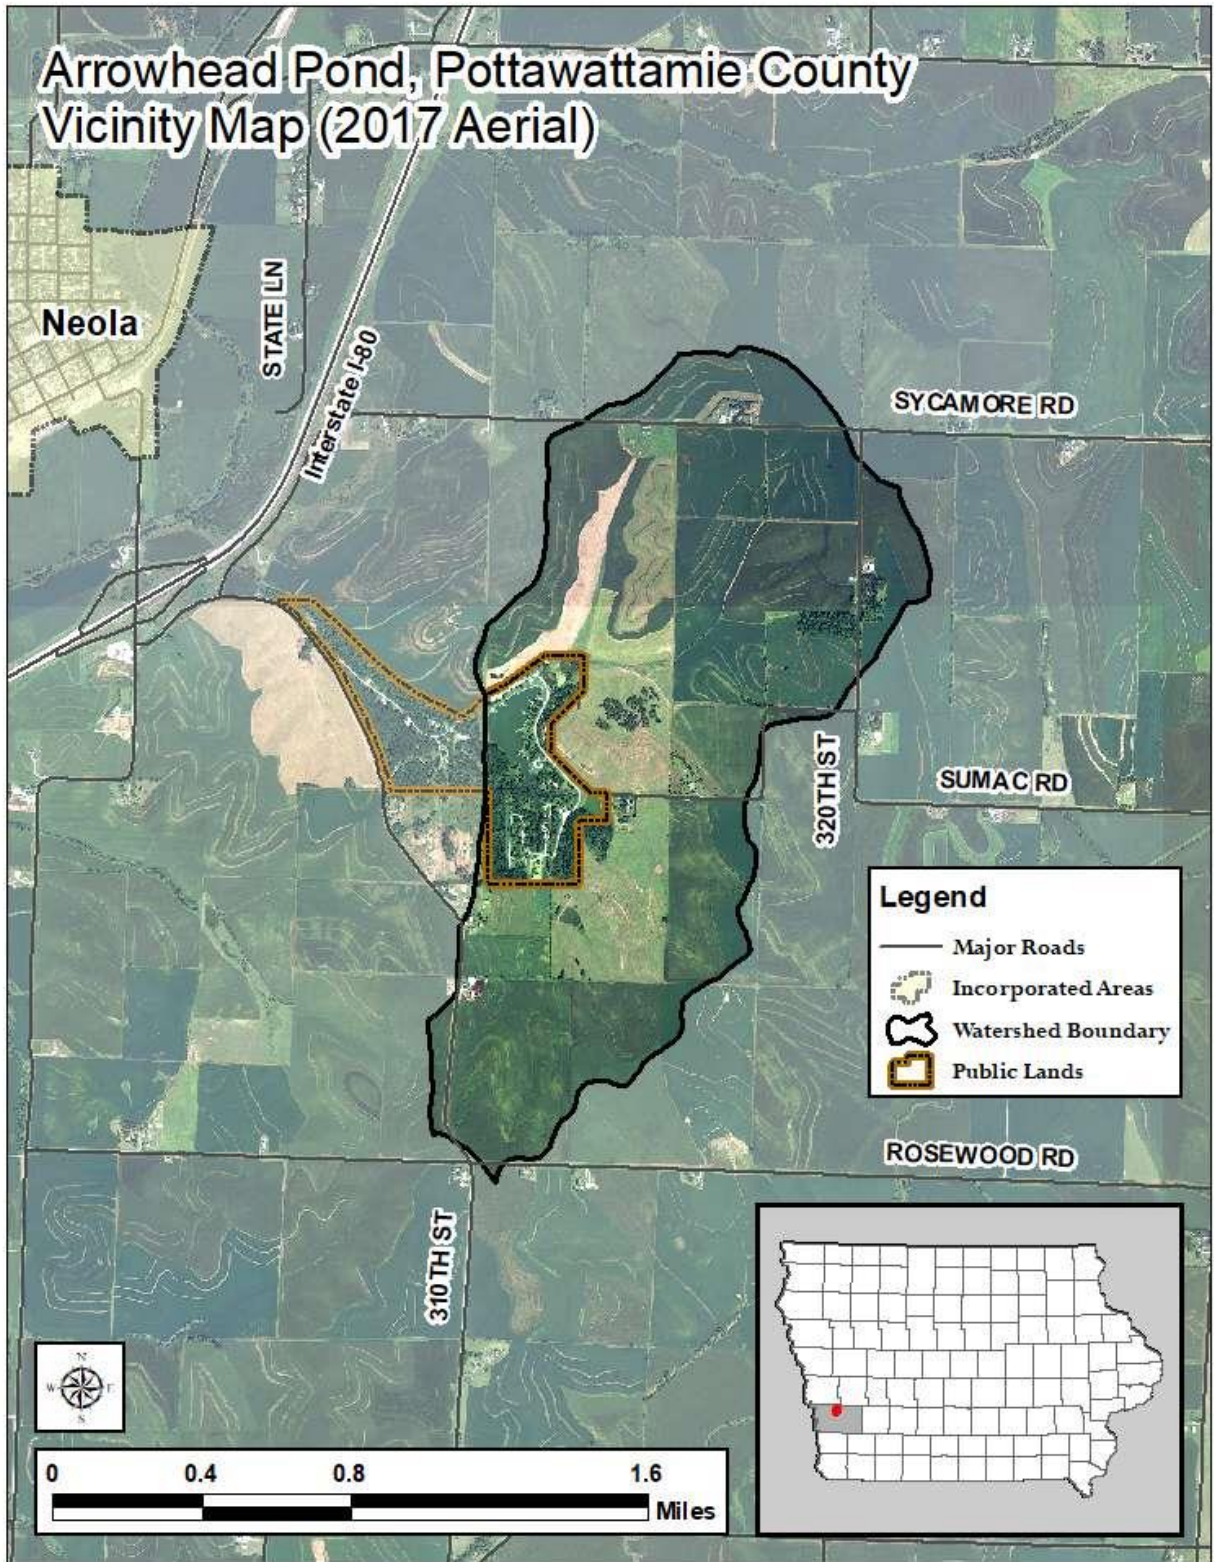 Arrowhead Pond, Pottawattamie County
Vicinity Map (2017 Aerial)
STATE LN
Neola
Interstate I-80
SYCAMORE RD
320TH ST
SUMAC RD
Legend
Major Roads
Incorporated Areas
Watershed Boundary
Public Lands
ROSEWOOD RD
310TH ST
N
W E
S
0 0.4 0.8 1.6
Miles